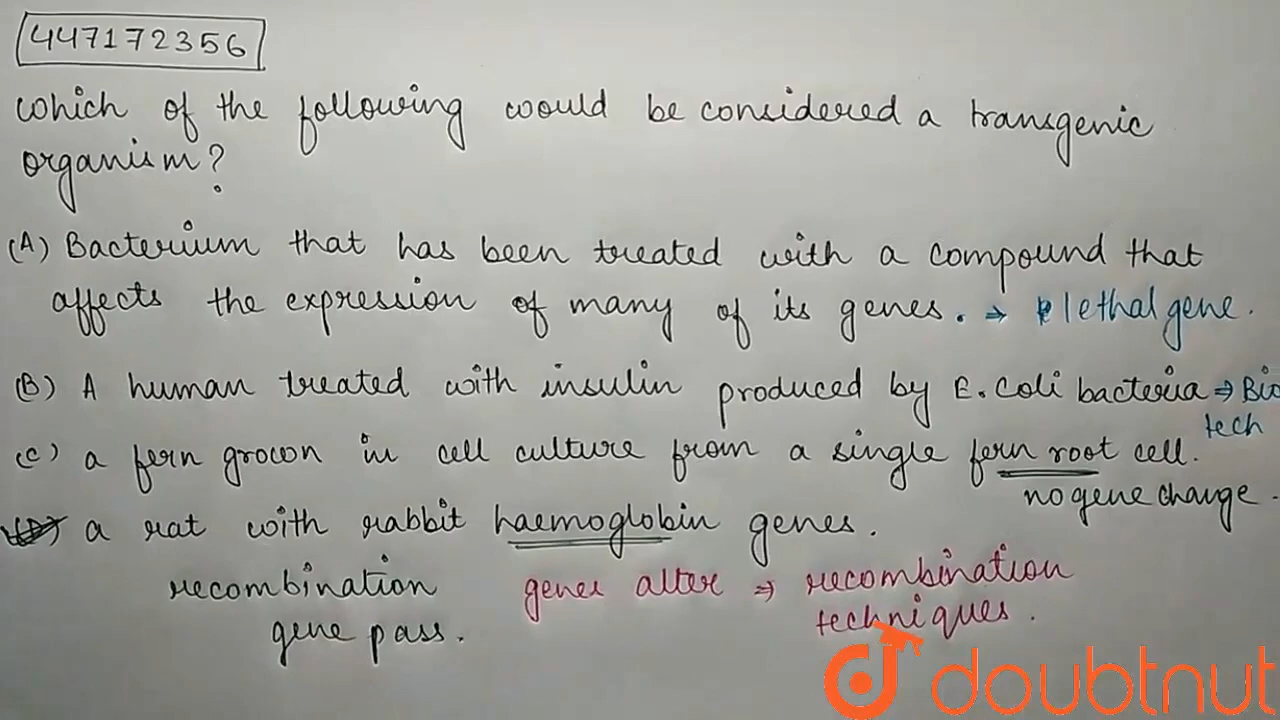 447172356
Which of the following would be considered a transgenic
organism?
(A) Bacterium that has been treated with a compound that
affects the expression of many of its genes. → lethal gene.
(B) A human treated with insulin produced by E. Coli bacteria ⇒ Bio
tech
(C) a fern grown in cell culture from a single fern root cell.
no gene change.
(D) a rat with rabbit haemoglobin genes.
recombination genes alter ⇒ recombination
gene pass. techniques.
doubtnut